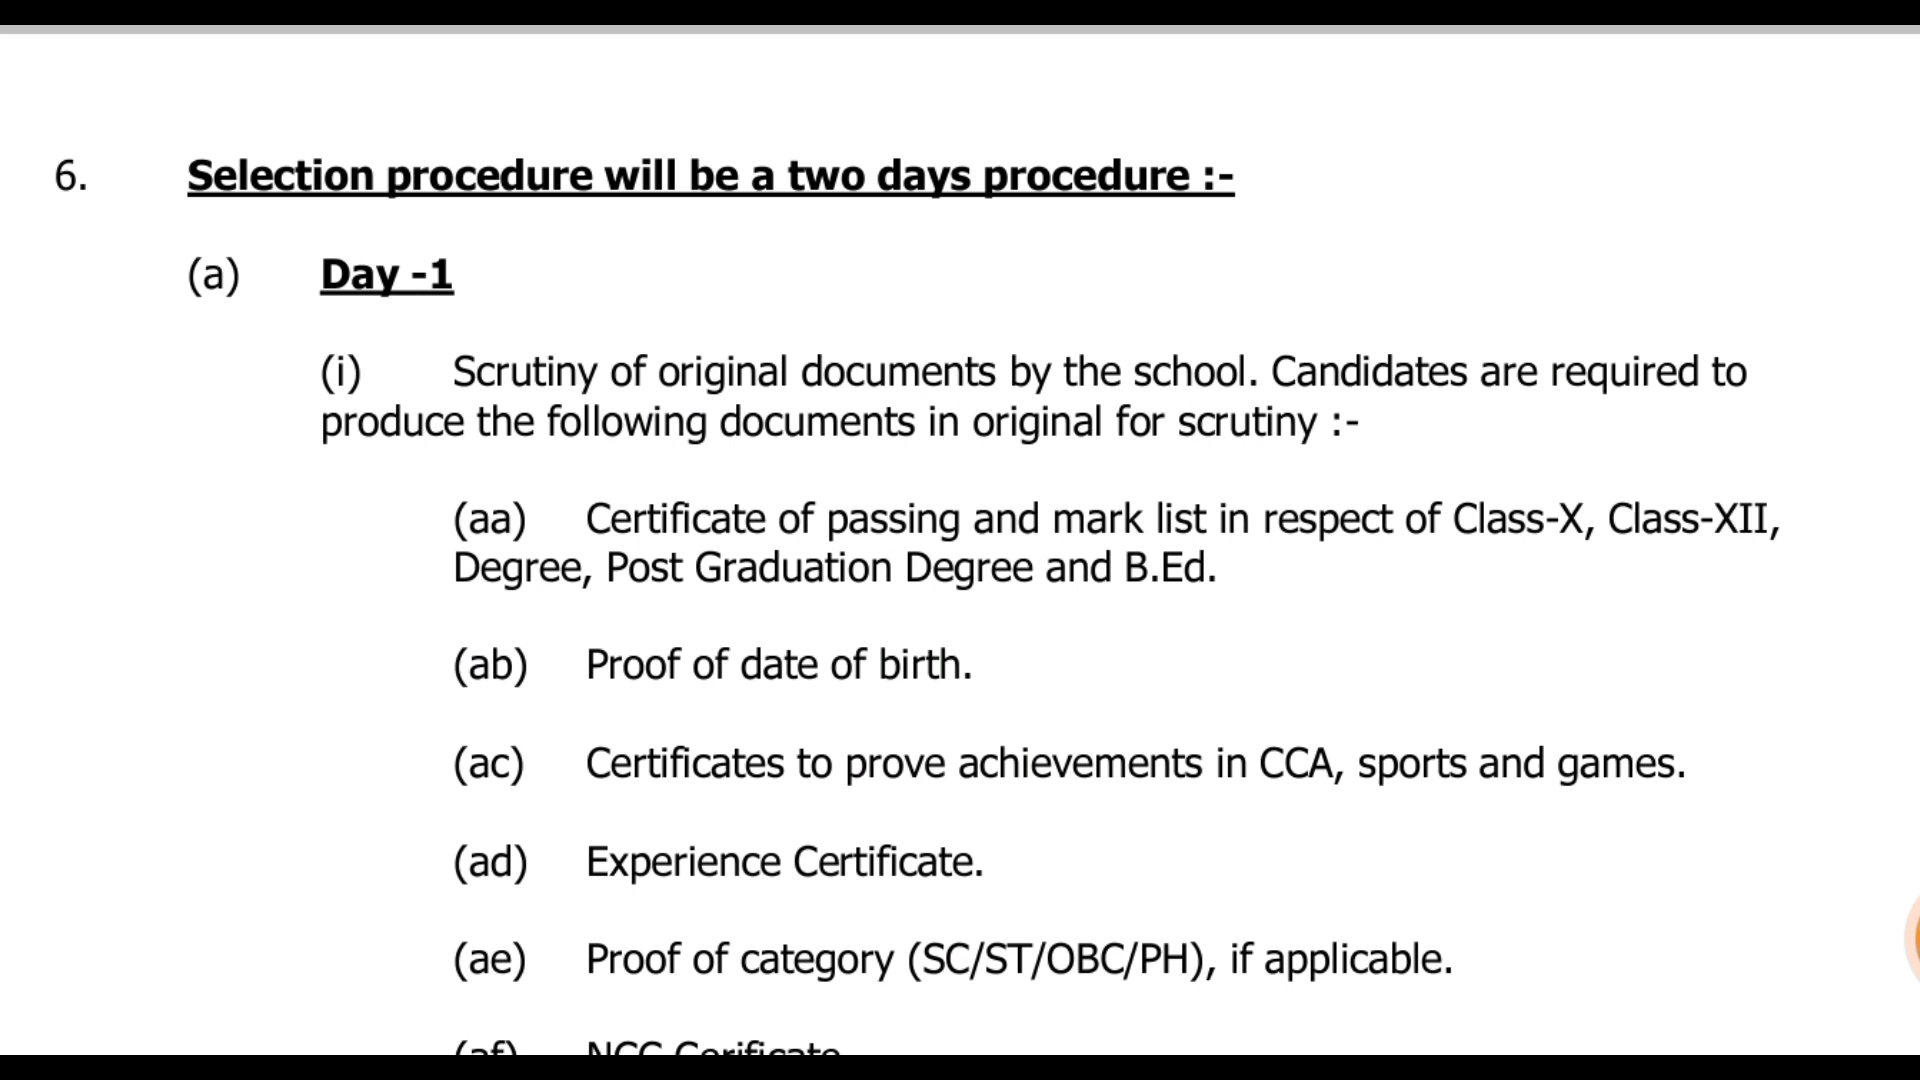 6. Selection procedure will be a two days procedure :-
(a) Day -1
(i) Scrutiny of original documents by the school. Candidates are required to
produce the following documents in original for scrutiny :-
(aa) Certificate of passing and mark list in respect of Class-X, Class-XII,
Degree, Post Graduation Degree and B.Ed.
(ab) Proof of date of birth.
(ac) Certificates to prove achievements in CCA, sports and games.
(ad) Experience Certificate.
(ae) Proof of category (SC/ST/OBC/PH), if applicable.
(af) NCC Cerificate